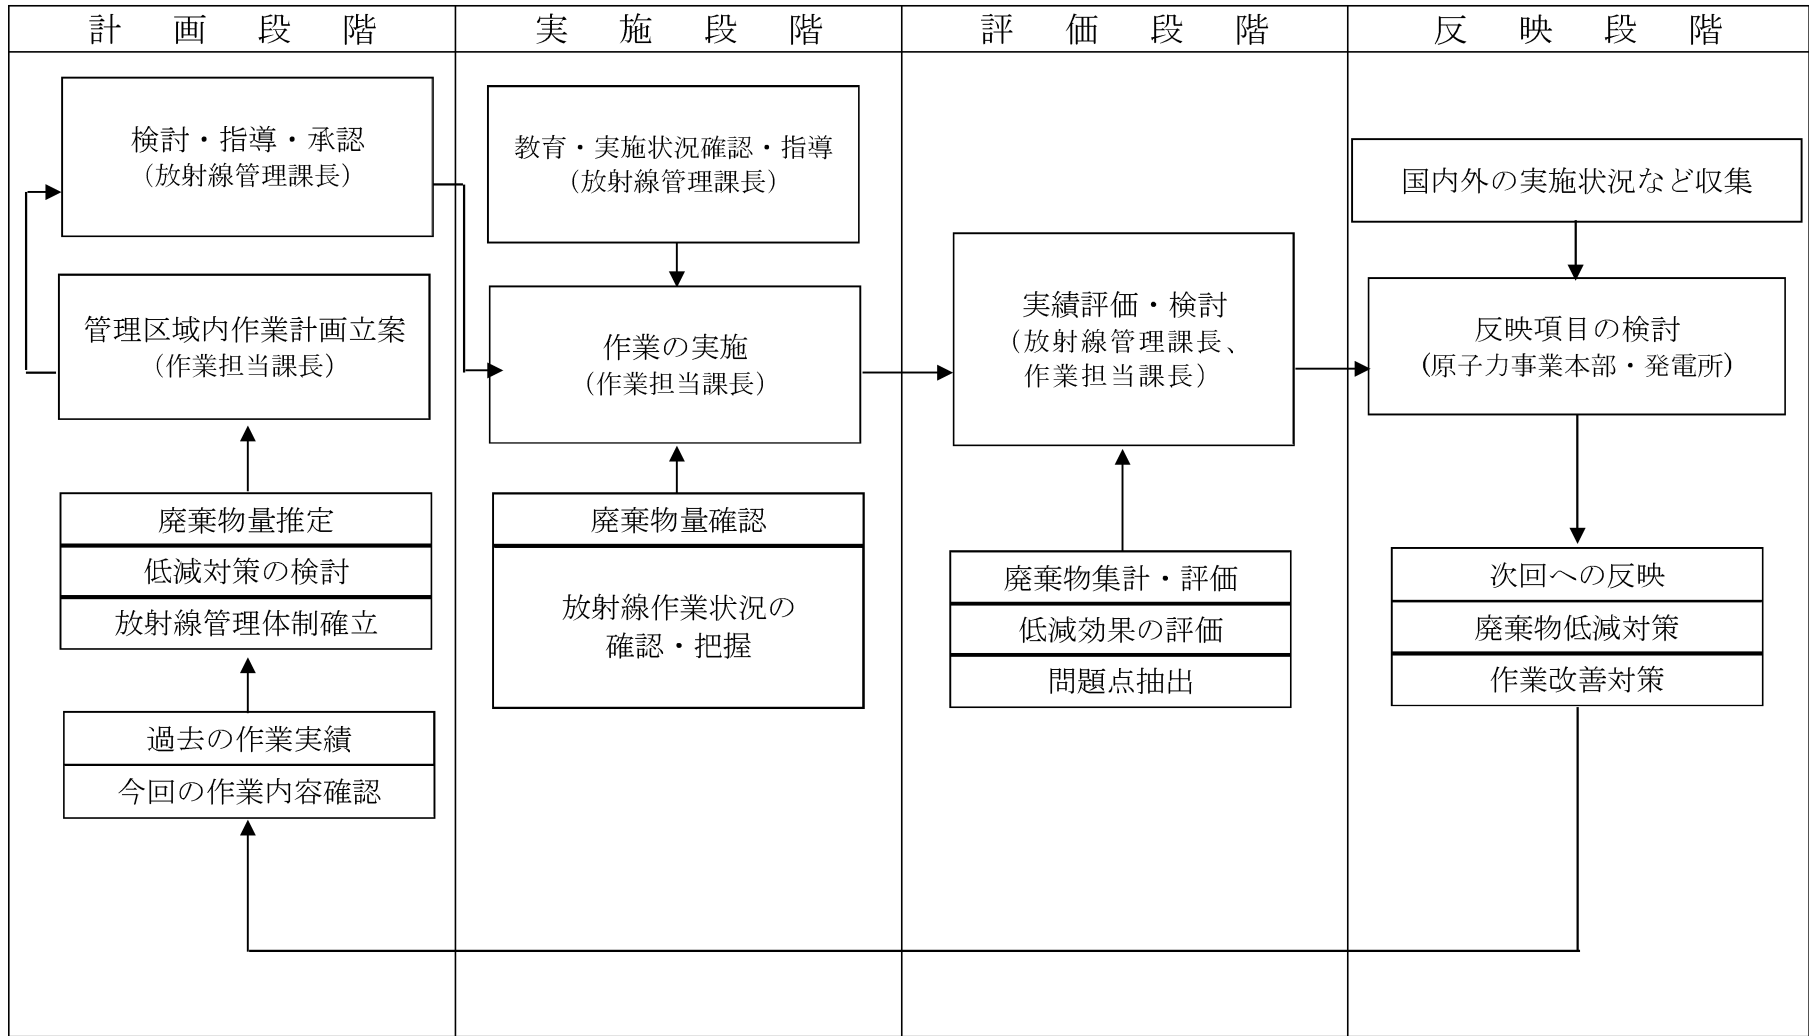 計画段階
検討・指導・承認
（放射線管理課長）
管理区域内作業計画立案
（作業担当課長）
廃棄物量推定
低減対策の検討
放射線管理体制確立
過去の作業実績
今回の作業内容確認
実施段階
教育・実施状況確認・指導
（放射線管理課長）
作業の実施
（作業担当課長）
廃棄物量確認
放射線作業状況の
確認・把握
評価段階
実績評価・検討
（放射線管理課長、
作業担当課長）
廃棄物集計・評価
低減効果の評価
問題点抽出
反映段階
国内外の実施状況など収集
反映項目の検討
(原子力事業本部・発電所)
次回への反映
廃棄物低減対策
作業改善対策